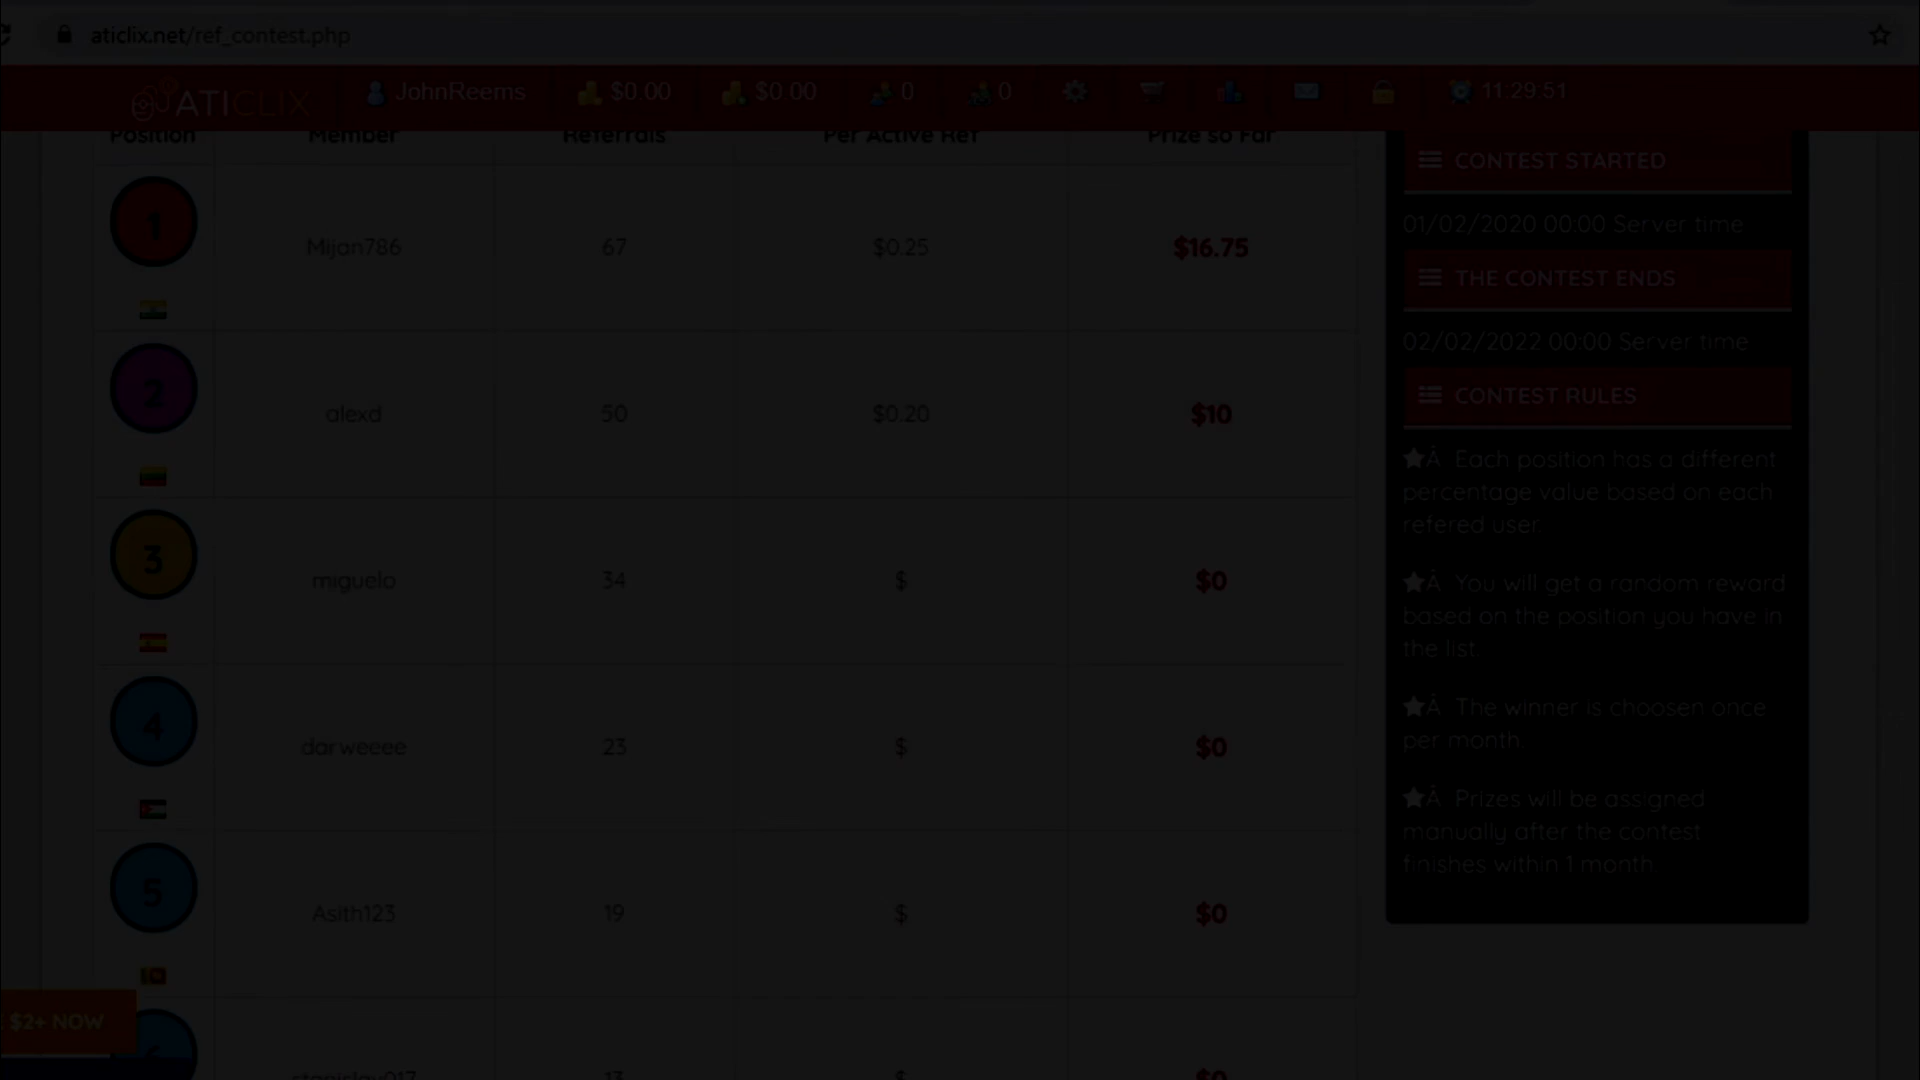 aticlix.net/ref_contest.php
ATICLIX JohnReems $0.00 $0.00 0 0 11:29:51
Position Member Referrals Per Active Ref Prize so Far
1 Mijan786 67 $0.25 $16.75
2 alexd 50 $0.20 $10
3 miguelo 34 $ $0
4 darweeee 23 $ $0
5 Asith123 19 $ $0
6 stanislav017 13 $ $0
$2+ NOW
CONTEST STARTED
01/02/2020 00:00 Server time
THE CONTEST ENDS
02/02/2022 00:00 Server time
CONTEST RULES
Â Each position has a different
percentage value based on each
refered user.
Â You will get a random reward
based on the position you have in
the list.
Â The winner is choosen once
per month
Â Prizes will be assigned
manually after the contest
finishes within 1 month